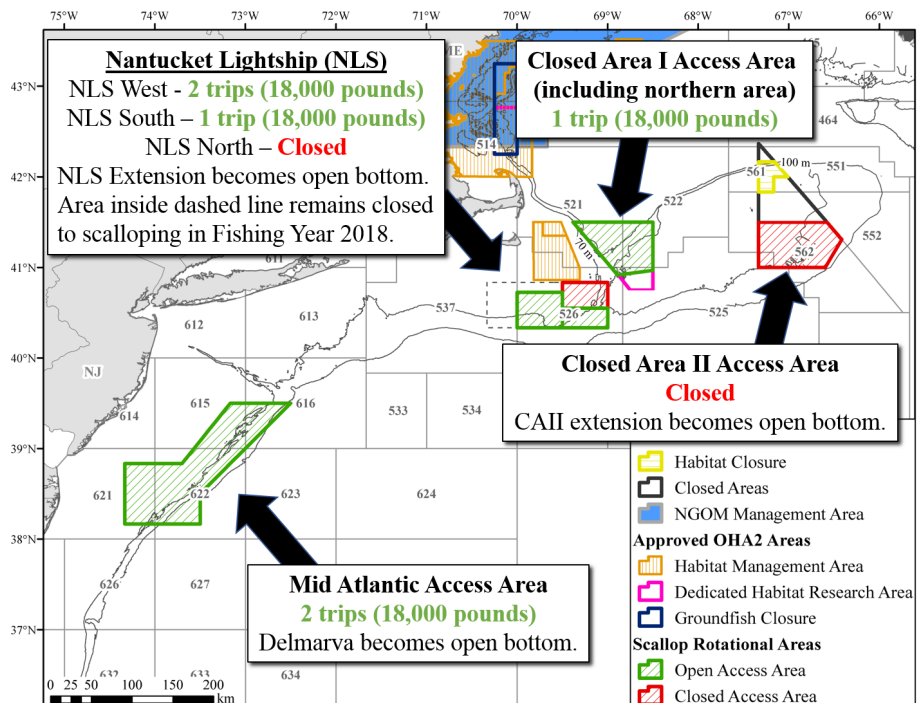 75°W 74°W 73°W 72°W 71°W 70°W 69°W 68°W 67°W 66°W
Nantucket Lightship (NLS)
NLS West - 2 trips (18,000 pounds)
NLS South – 1 trip (18,000 pounds)
NLS North – Closed
NLS Extension becomes open bottom.
Area inside dashed line remains closed
to scalloping in Fishing Year 2018.
Closed Area I Access Area
(including northern area)
1 trip (18,000 pounds)
ME
464
43°N
42°N
41°N
40°N
39°N
38°N
37°N
514
521
522
561
100 m
551
552
562
70 m
526
525
537
611
612
613
NJ
614
615
616
533
534
Closed Area II Access Area
Closed
CAII extension becomes open bottom.
621
622
623
624
626
627
634
Mid Atlantic Access Area
2 trips (18,000 pounds)
Delmarva becomes open bottom.
Habitat Closure
Closed Areas
NGOM Management Area
Approved OHA2 Areas
Habitat Management Area
Dedicated Habitat Research Area
Groundfish Closure
Scallop Rotational Areas
Open Access Area
Closed Access Area
0 25 50 100 150 200
km